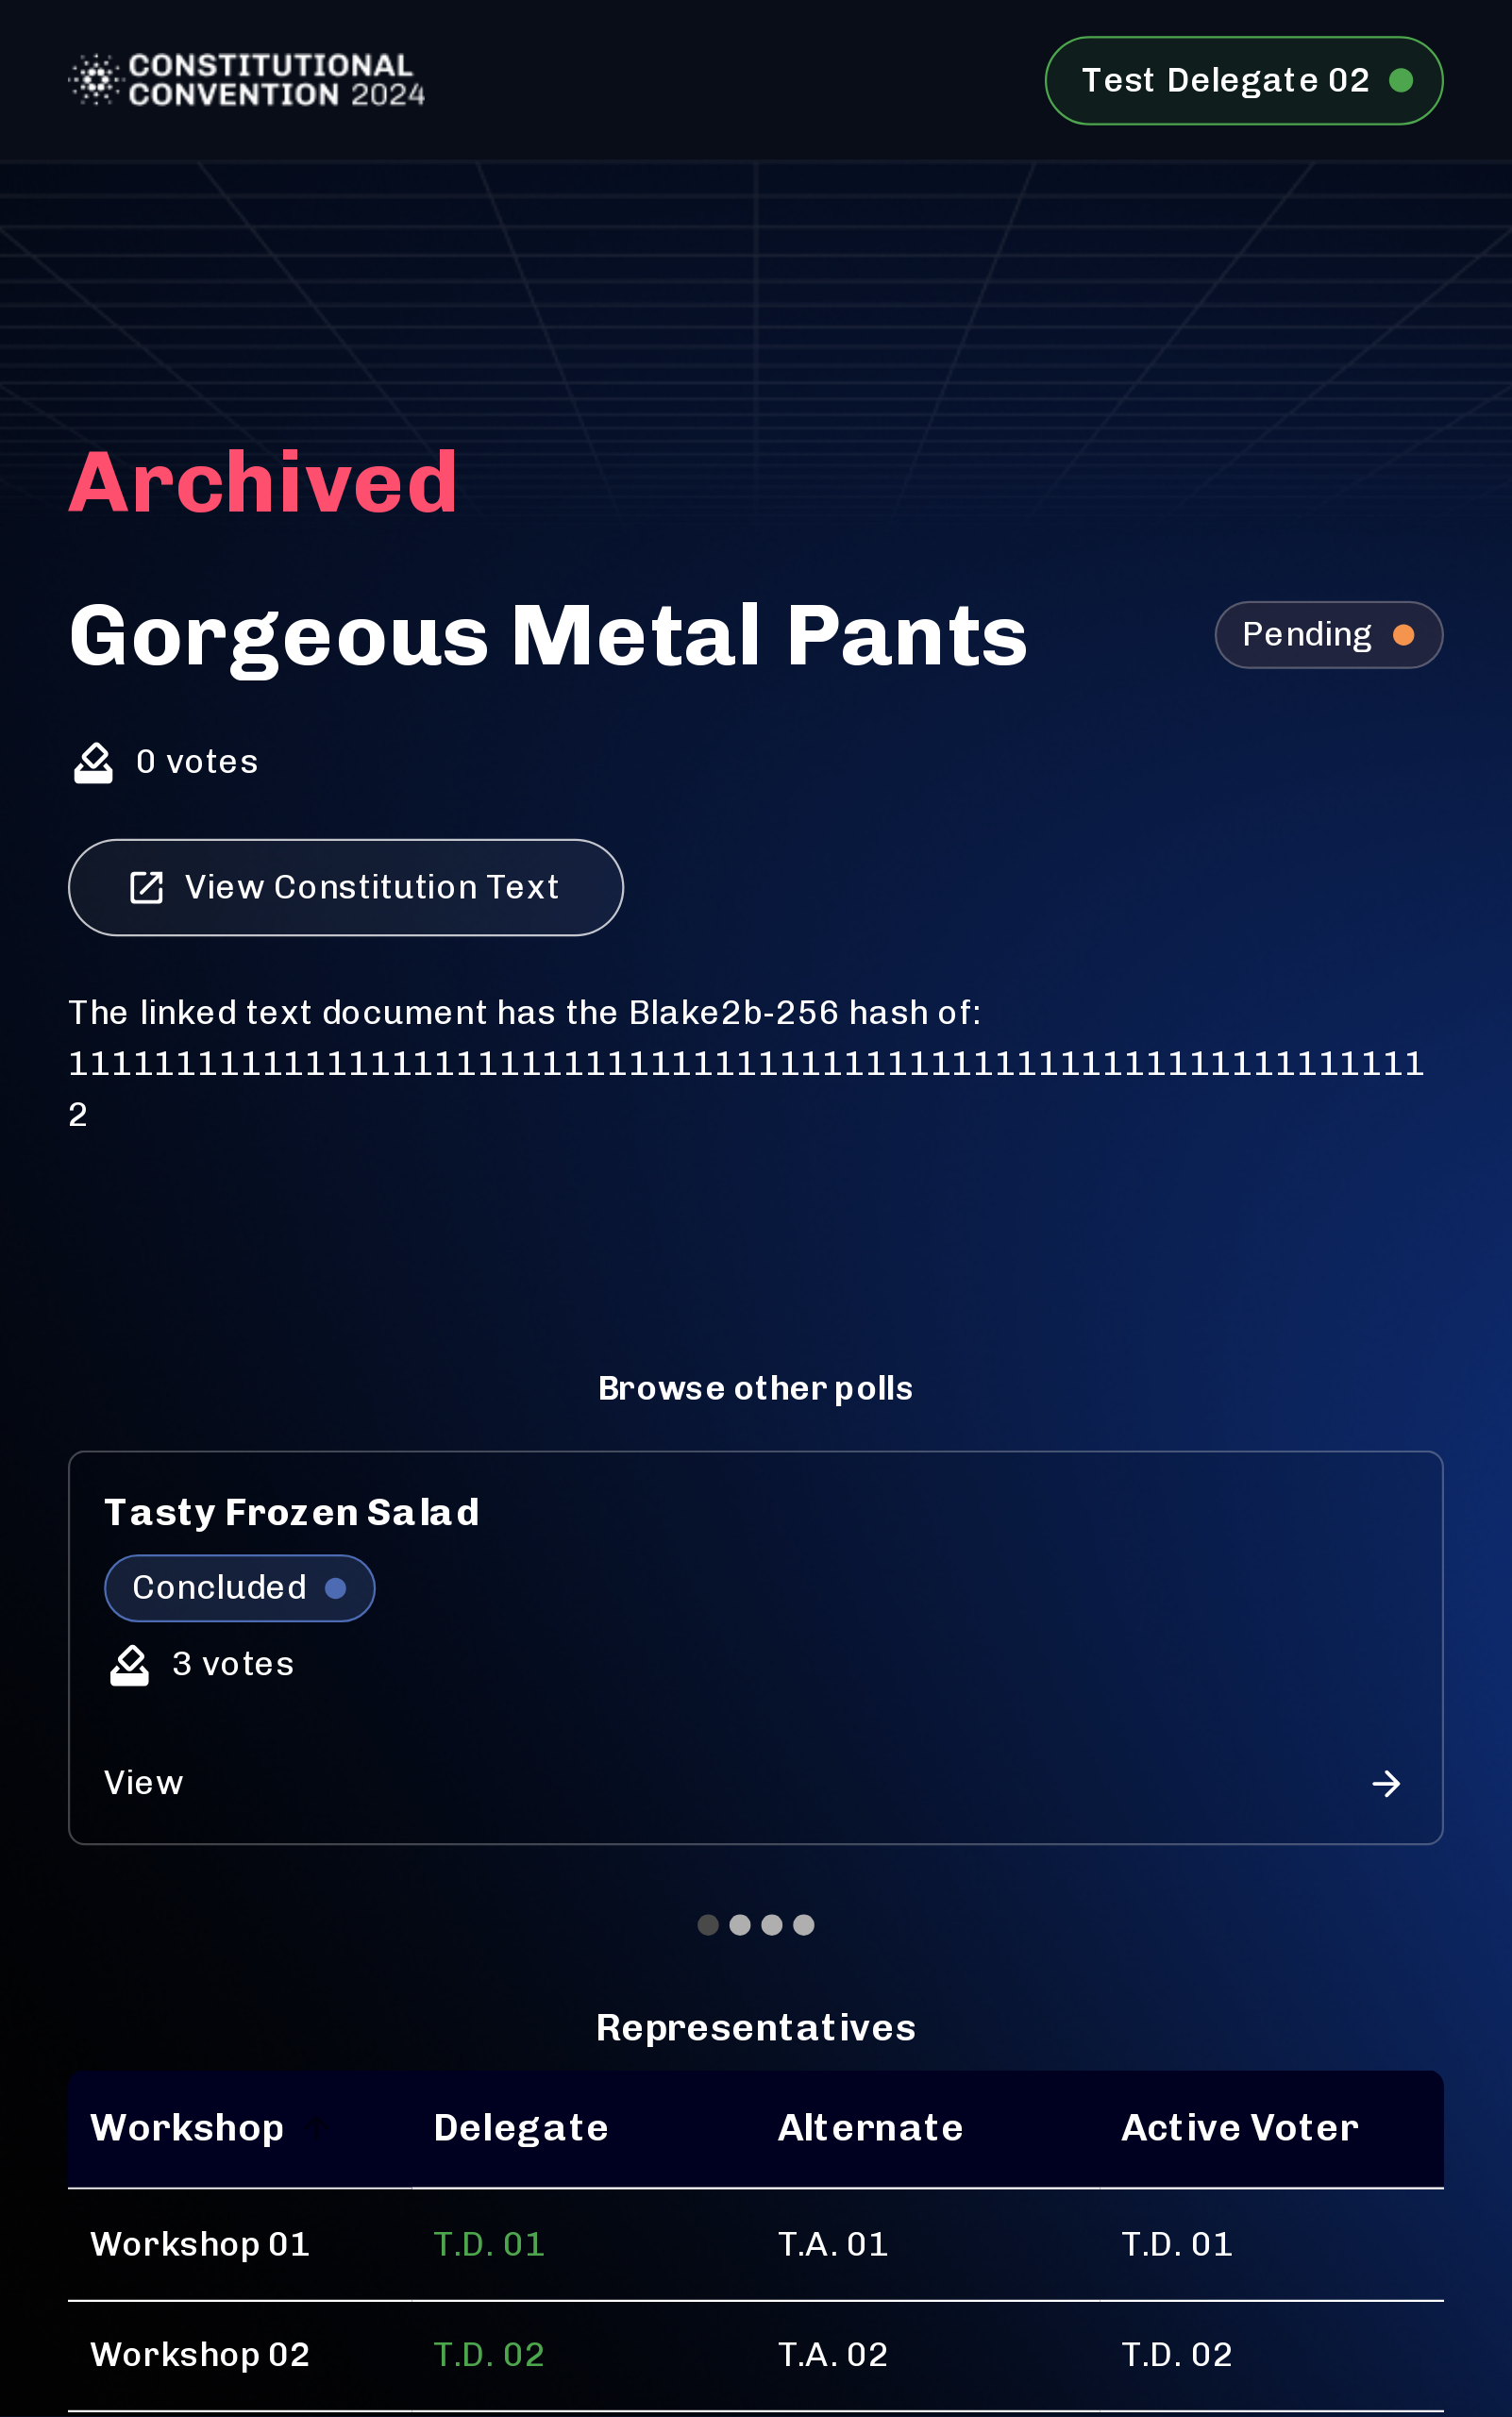 CONSTITUTIONAL
CONVENTION 2024
Test Delegate 02
Archived
Gorgeous Metal Pants
Pending
0 votes
View Constitution Text
The linked text document has the Blake2b-256 hash of:
111111111111111111111111111111111111111111111111111111111111111
2
Browse other polls
Tasty Frozen Salad
Concluded
3 votes
View
Representatives
Workshop Delegate Alternate Active Voter
Workshop 01 T.D. 01 T.A. 01 T.D. 01
Workshop 02 T.D. 02 T.A. 02 T.D. 02